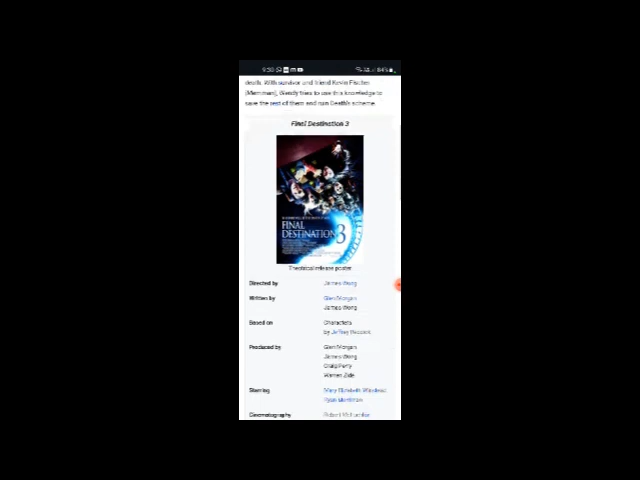 9:50
84%
death. With survivor and friend Kevin Fischer
(Merriman), Wendy tries to use this knowledge to
save the rest of them and ruin Death's scheme.
Final Destination 3
FINAL
DESTINATION 3
Theatrical release poster
Directed by James Wong
Written by Glen Morgan
James Wong
Based on Characters
by Jeffrey Reddick
Produced by Glen Morgan
James Wong
Craig Perry
Warren Zide
Starring Mary Elizabeth Winstead
Ryan Merriman
Cinematography Robert McLachlan